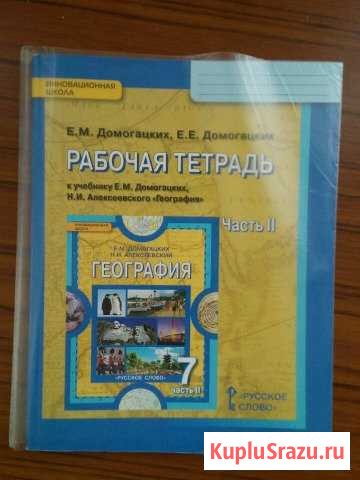 ИННОВАЦИОННАЯ
ШКОЛА
Е.М. Домогацких, Е.Е. Домогацких
РАБОЧАЯ ТЕТРАДЬ
к учебнику Е.М. Домогацких,
Н.И. Алексеевского «География»
Часть II
Е.М. ДОМОГАЦКИХ
Н.И. АЛЕКСЕЕВСКИЙ
ГЕОГРАФИЯ
7
часть II
«РУССКОЕ СЛОВО»
«РУССКОЕ
СЛОВО»
KupluSrazu.ru